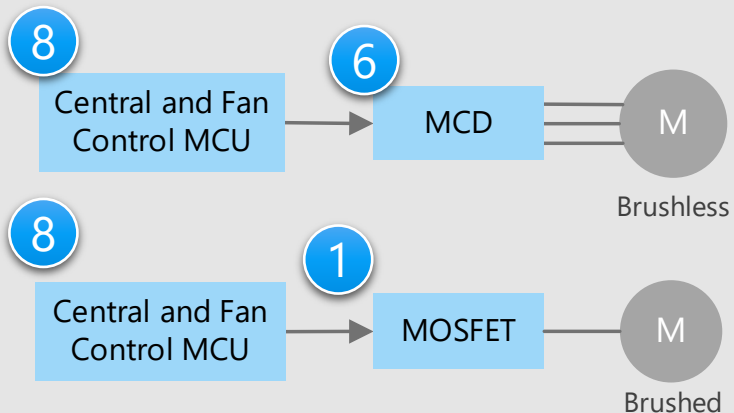 8
6
Central and Fan
Control MCU
MCD
M
Brushless
8
1
Central and Fan
Control MCU
MOSFET
M
Brushed